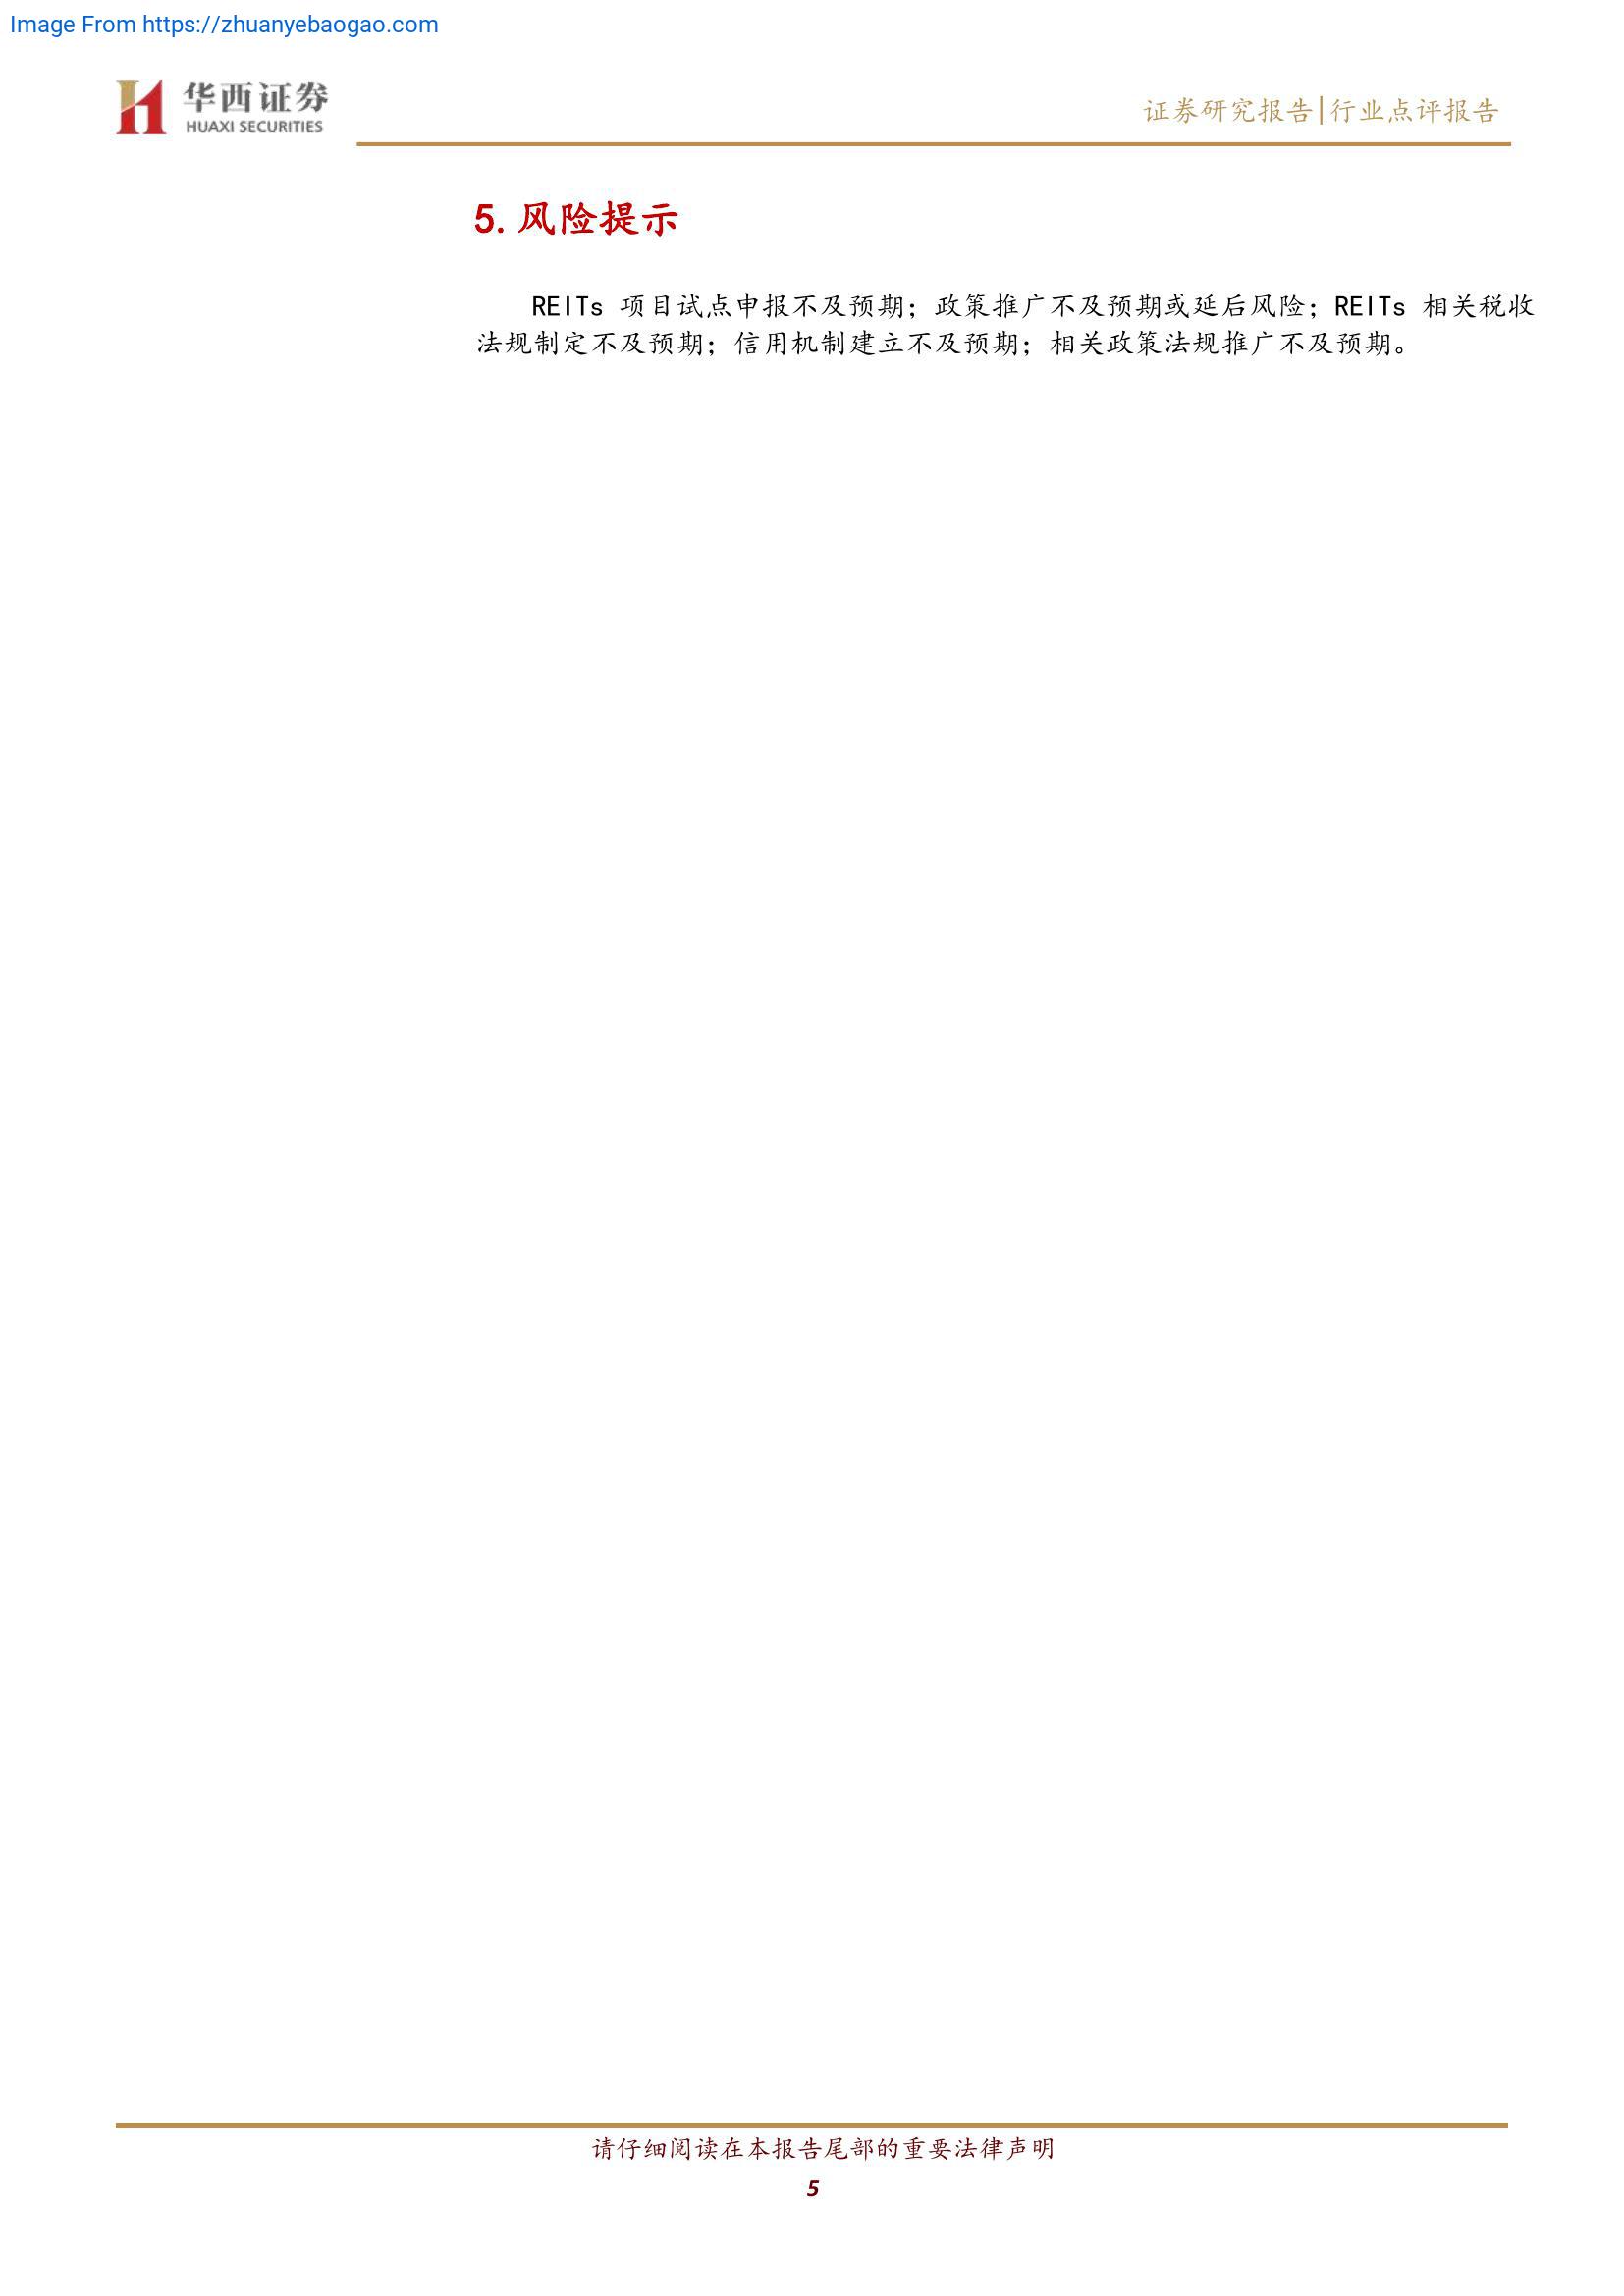 Image From https://zhuanyebaogao.com
华西证券
HUAXI SECURITIES
证券研究报告|行业点评报告
5.风险提示
REITs 项目试点申报不及预期；政策推广不及预期或延后风险；REITs 相关税收
法规制定不及预期；信用机制建立不及预期；相关政策法规推广不及预期。
请仔细阅读在本报告尾部的重要法律声明
5